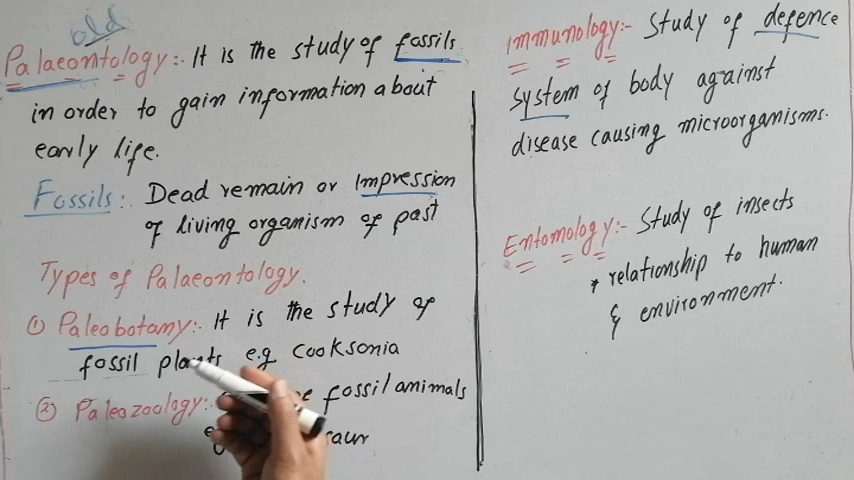 old
Palaeontology:- It is the study of fossils
in order to gain information about
early life.
Fossils:- Dead remain or Impression
of living organism of past
Types of Palaeontology.
① Paleobotamy:- It is the study of
fossil plants e.g Cooksonia
② Paleozoology:- fossil animals
Immunology:- Study of defence
system of body against
disease causing microorganisms.
Entomology:- Study of insects
* relationship to human
& environment.